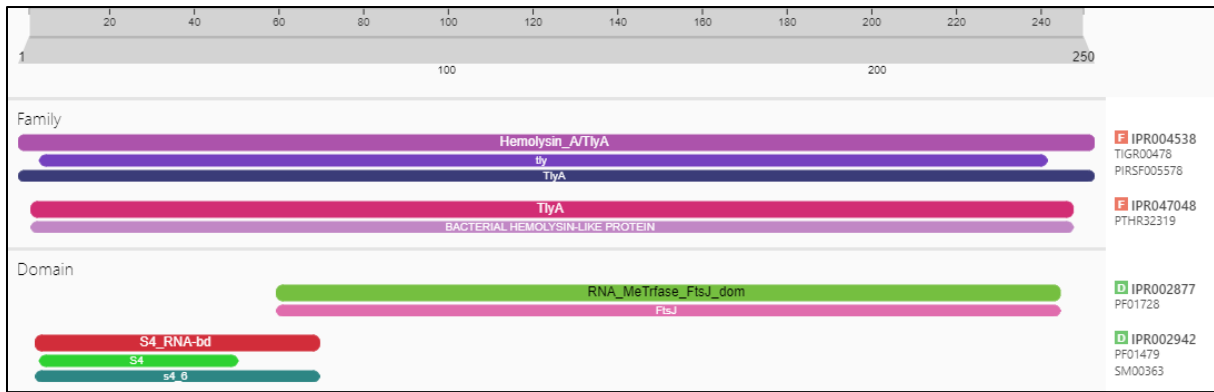 20 40 60 80 100 120 140 160 180 200 220 240
1 250
100 200
Family
Hemolysin_A/TlyA F IPR004538
tly TIGR00478
TlyA PIRSF005578
TlyA F IPR047048
BACTERIAL HEMOLYSIN-LIKE PROTEIN PTHR32319
Domain
RNA_MeTrfase_FtsJ_dom D IPR002877
FtsJ PF01728
S4_RNA-bd D IPR002942
S4 PF01479
s4_6 SM00363